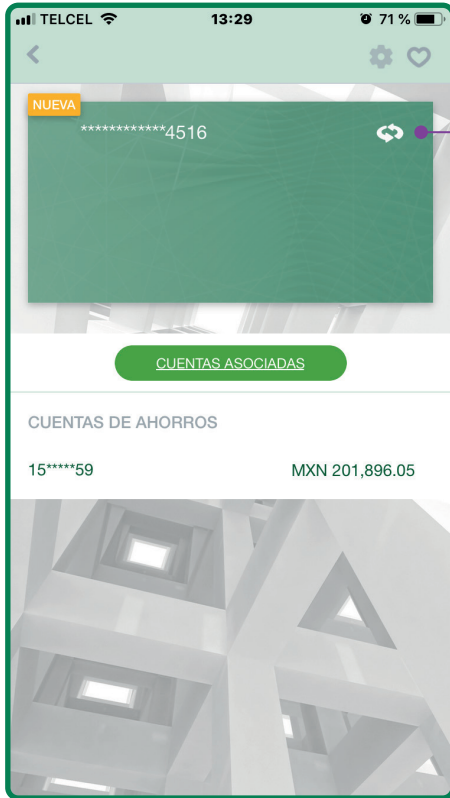 TELCEL 13:29 71 %
NUEVA
************4516
CUENTAS ASOCIADAS
CUENTAS DE AHORROS
15*****59 MXN 201,896.05